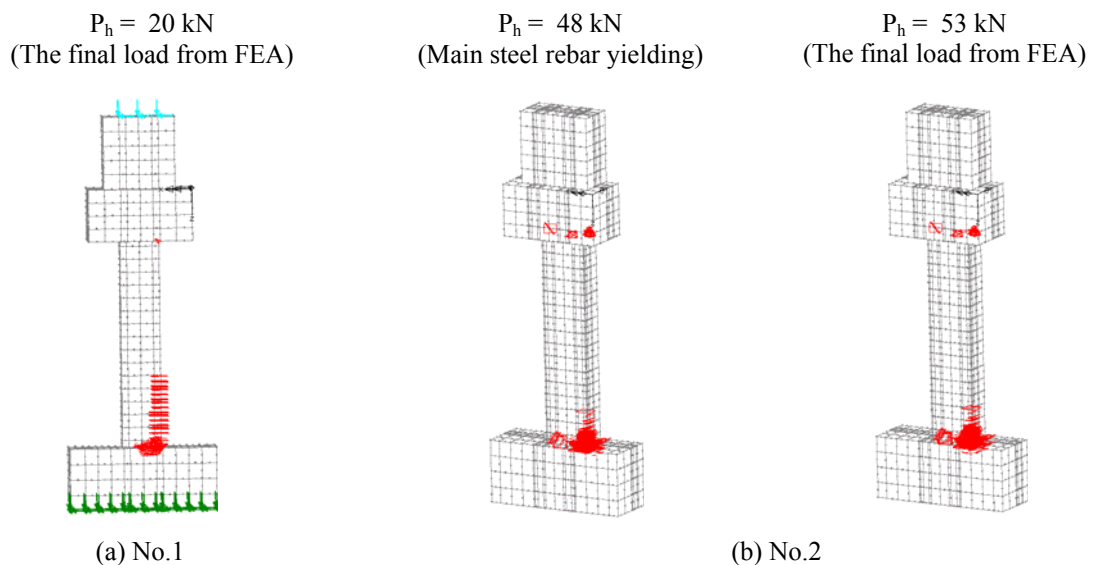 P_h = 20 kN
(The final load from FEA)
P_h = 48 kN
(Main steel rebar yielding)
P_h = 53 kN
(The final load from FEA)
(a) No.1
(b) No.2